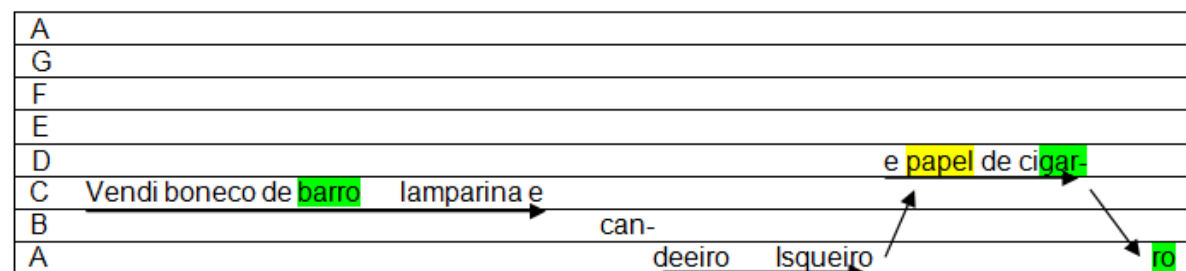 A
G
F
E
D e papel de cigar-
C Vendi boneco de barro lamparina e
B can-
A deeiro Isqueiro ro